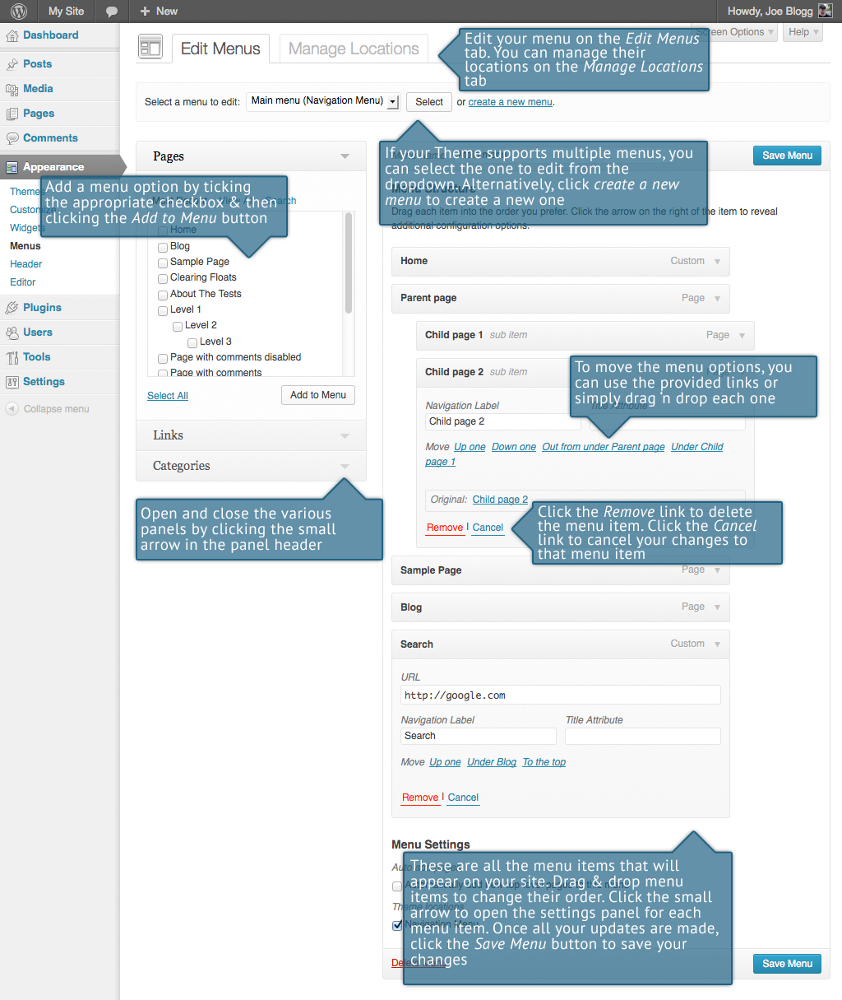 My Site
New
Howdy, Joe Blogg
Dashboard
Posts
Media
Pages
Comments
Appearance
Themes
Customize
Widgets
Menus
Header
Editor
Plugins
Users
Tools
Settings
Collapse menu
Edit Menus
Manage Locations
Screen Options
Help
Edit your menu on the Edit Menus
tab. You can manage their
locations on the Manage Locations
tab
Select a menu to edit: Main menu (Navigation Menu) Select or create a new menu.
If your Theme supports multiple menus, you
can select the one to edit from the
dropdown. Alternatively, click create a new
menu to create a new one
Save Menu
Pages
Add a menu option by ticking
the appropriate checkbox & then
clicking the Add to Menu button
Search
Home
Blog
Sample Page
Clearing Floats
About The Tests
Level 1
Level 2
Level 3
Page with comments disabled
Page with comments
Select All
Add to Menu
Links
Categories
Open and close the various
panels by clicking the small
arrow in the panel header
Menu Structure
Drag each item into the order you prefer. Click the arrow on the right of the item to reveal
additional configuration options.
Home Custom
Parent page Page
Child page 1 sub item Page
Child page 2 sub item
To move the menu options, you
can use the provided links or
simply drag 'n drop each one
Navigation Label
Title Attribute
Child page 2
Move Up one Down one Out from under Parent page Under Child
page 1
Original: Child page 2
Remove | Cancel
Click the Remove link to delete
the menu item. Click the Cancel
link to cancel your changes to
that menu item
Sample Page Page
Blog Page
Search Custom
URL
http://google.com
Navigation Label Title Attribute
Search
Move Up one Under Blog To the top
Remove | Cancel
Menu Settings
These are all the menu items that will
appear on your site. Drag & drop menu
items to change their order. Click the small
arrow to open the settings panel for each
menu item. Once all your updates are made,
click the Save Menu button to save your
changes
Theme locations
Navigation Menu
Delete Menu
Save Menu